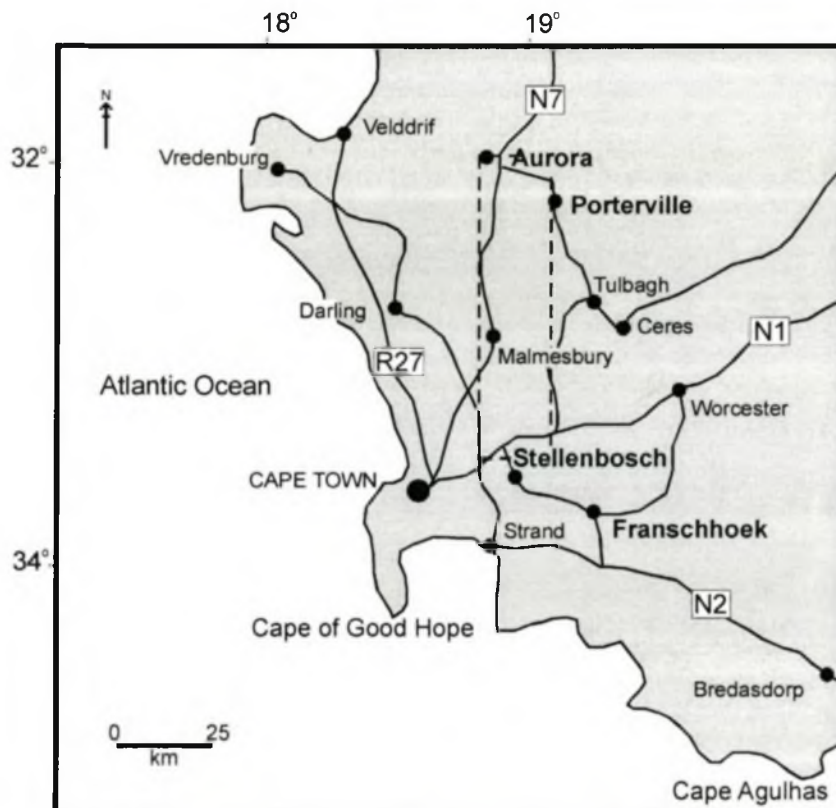 18° 19°
N
N7
Velddrif
32°
Vredenburg
Aurora
Porterville
Tulbagh
Darling
Ceres
N1
Malmesbury
R27
Atlantic Ocean
Worcester
Stellenbosch
CAPE TOWN
Strand
Franschhoek
34°
N2
Cape of Good Hope
Bredasdorp
0 25
km
Cape Agulhas